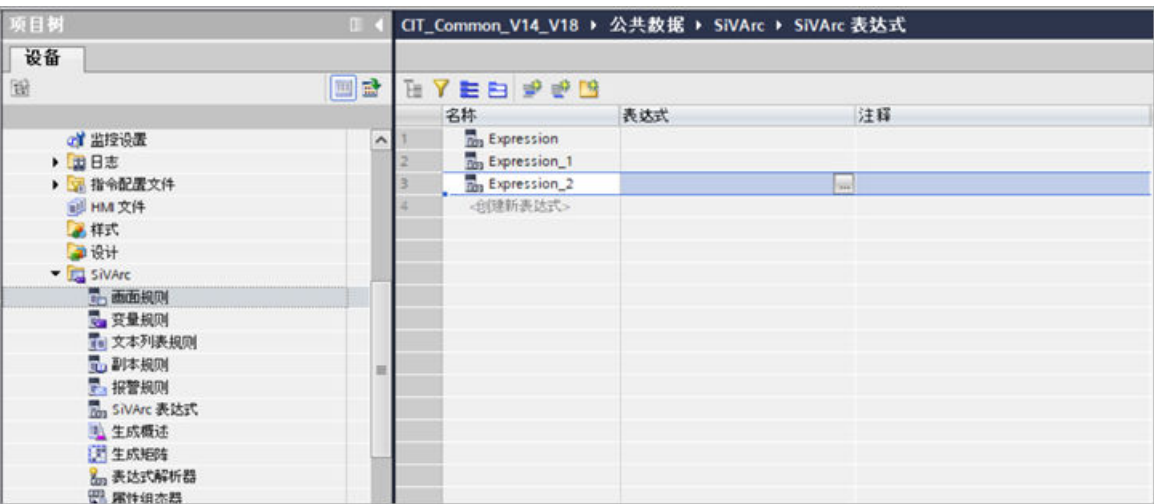 项目树
CIT_Common_V14_V18 ▸ 公共数据 ▸ SiVArc ▸ SiVArc 表达式
设备
名称 表达式 注释
监控设置
日志
指令配置文件
HMI 文件
样式
设计
SiVArc
画面规则
变量规则
文本列表规则
副本规则
报警规则
SiVArc 表达式
生成概述
生成矩阵
表达式解析器
属性组态器
1 Expression
2 Expression_1
3 Expression_2 ...
4 <创建新表达式>